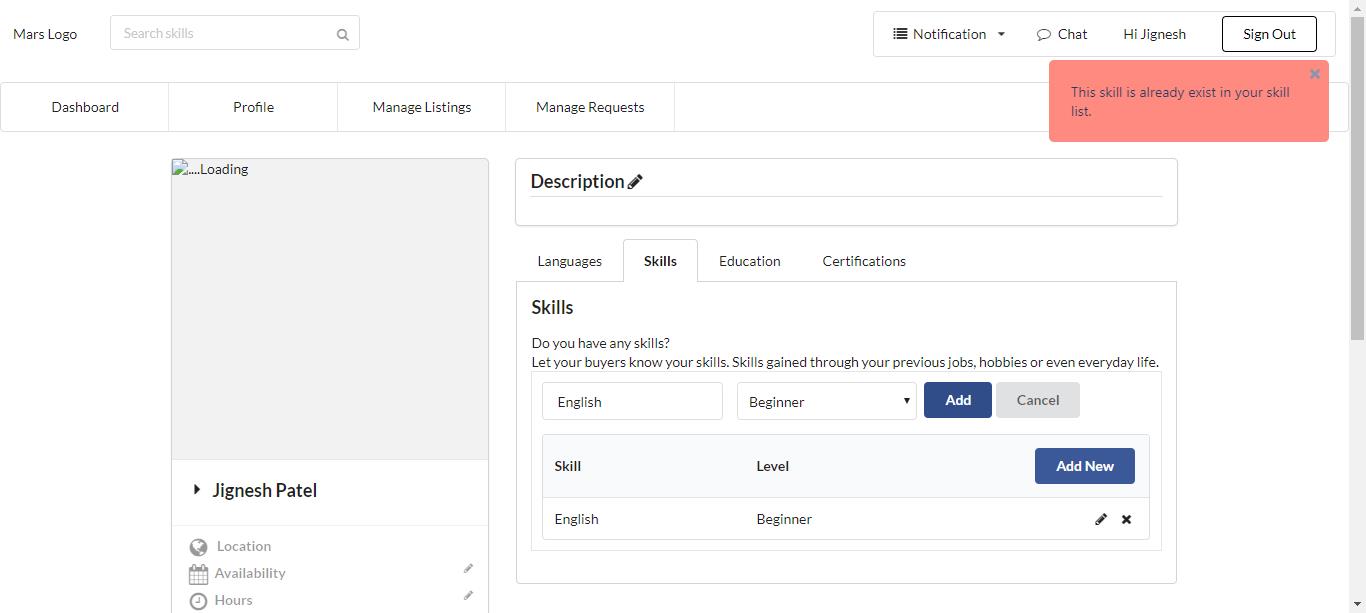 Mars Logo
Search skills
Notification
Chat
Hi Jignesh
Sign Out
This skill is already exist in your skill
list.
Dashboard
Profile
Manage Listings
Manage Requests
....Loading
Description
Languages
Skills
Education
Certifications
Skills
Do you have any skills?
Let your buyers know your skills. Skills gained through your previous jobs, hobbies or even everyday life.
English
Beginner
Add
Cancel
Skill
Level
Add New
English
Beginner
Jignesh Patel
Location
Availability
Hours